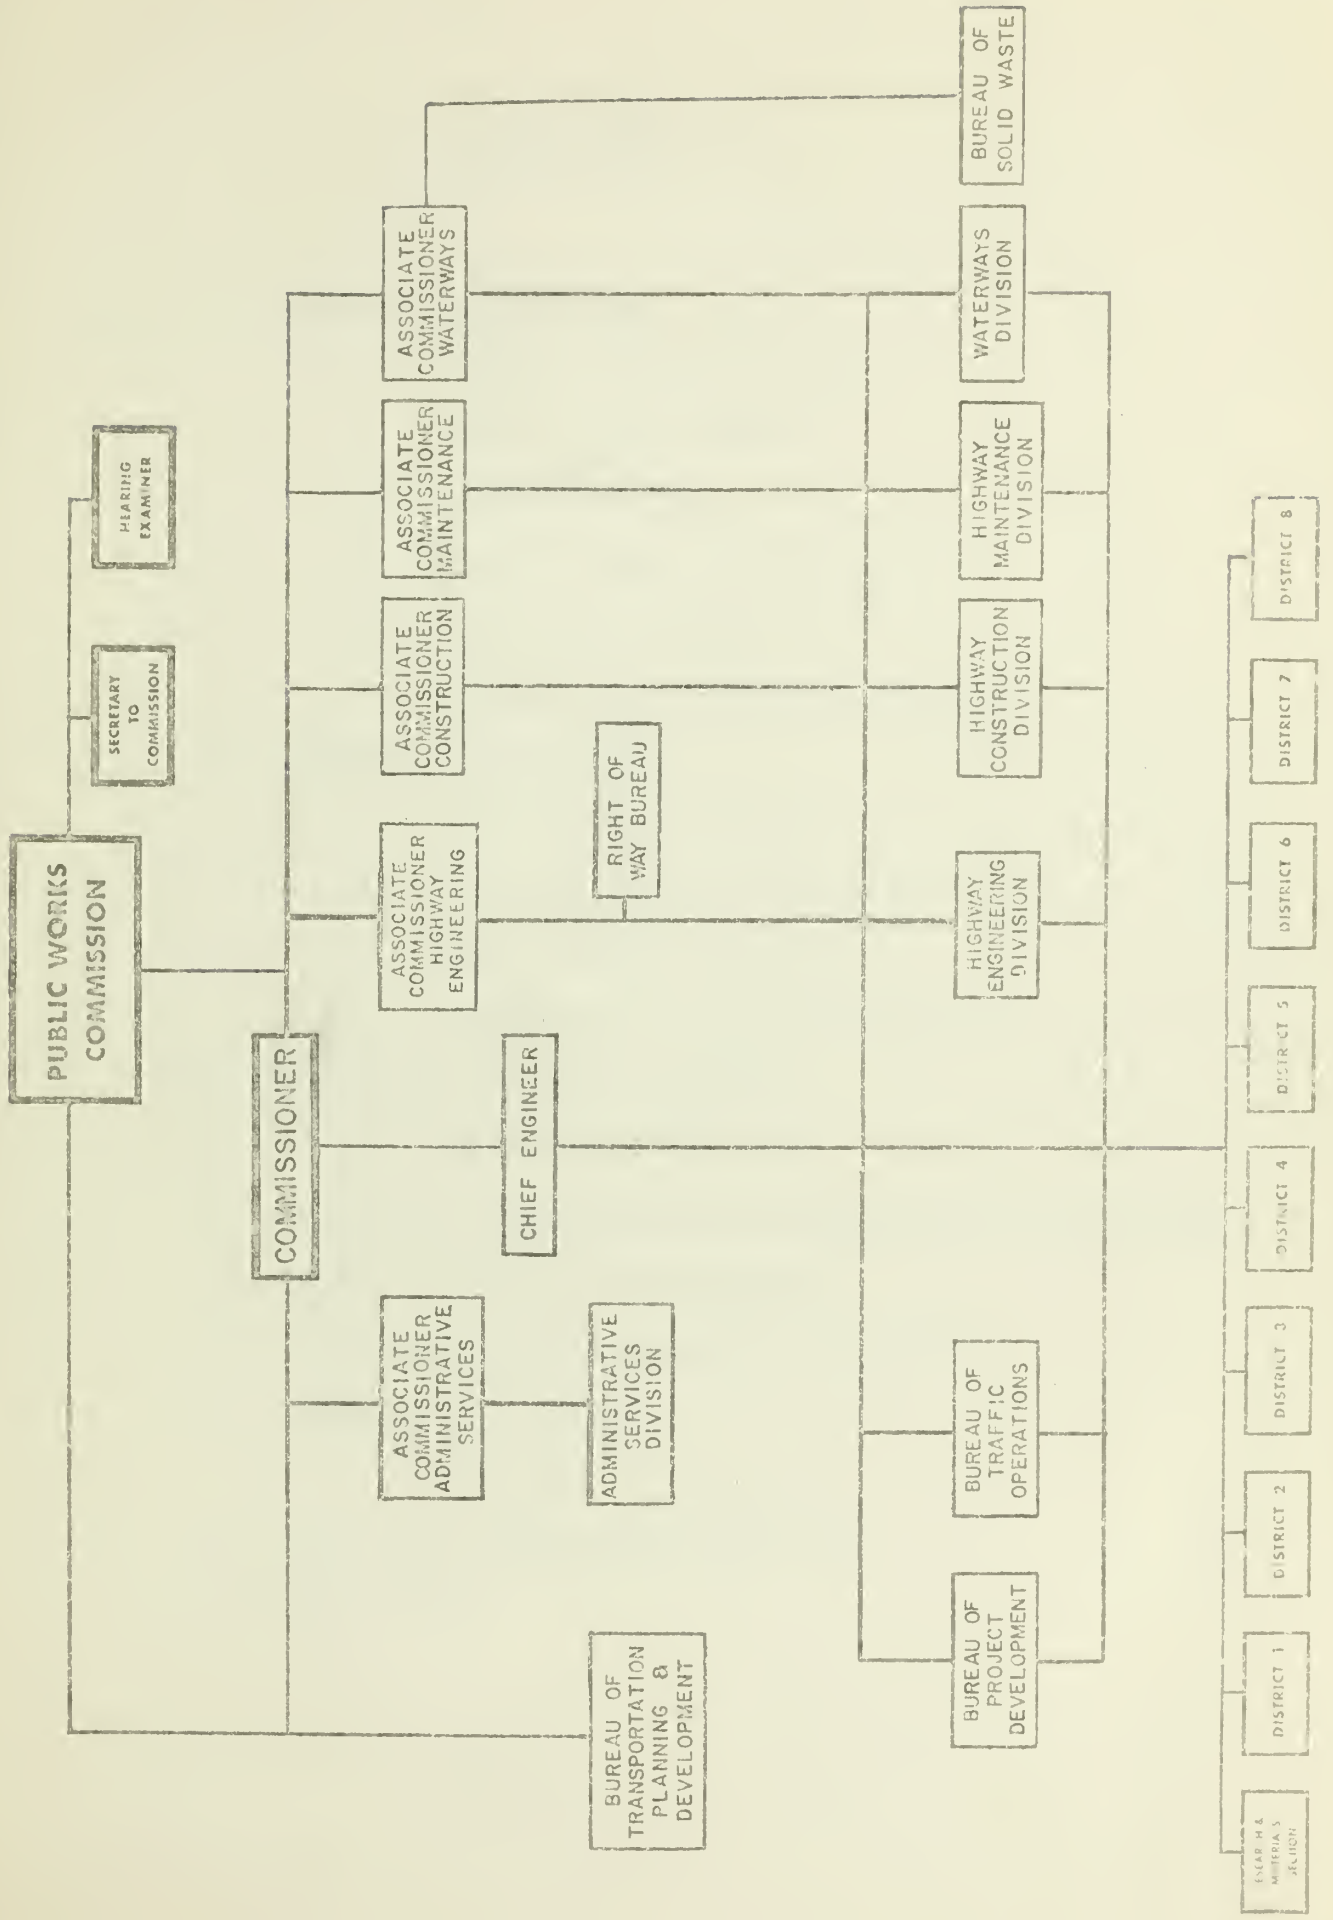 PUBLIC WORKS
COMMISSION
SECRETARY
TO
COMMISSION
HEARING
EXAMINER
COMMISSIONER
ASSOCIATE
COMMISSIONER
ADMINISTRATIVE
SERVICES
ASSOCIATE
COMMISSIONER
HIGHWAY
ENGINEERING
ASSOCIATE
COMMISSIONER
CONSTRUCTION
ASSOCIATE
COMMISSIONER
MAINTENANCE
ASSOCIATE
COMMISSIONER
WATERWAYS
CHIEF ENGINEER
BUREAU OF
TRANSPORTATION
PLANNING &
DEVELOPMENT
ADMINISTRATIVE
SERVICES
DIVISION
RIGHT OF
WAY BUREAU
BUREAU OF
PROJECT
DEVELOPMENT
BUREAU OF
TRAFFIC
OPERATIONS
HIGHWAY
ENGINEERING
DIVISION
HIGHWAY
CONSTRUCTION
DIVISION
HIGHWAY
MAINTENANCE
DIVISION
WATERWAYS
DIVISION
BUREAU OF
SOLID WASTE
&
SECTION
DISTRICT 1
DISTRICT 2
DISTRICT 3
DISTRICT 4
DISTRICT 5
DISTRICT 6
DISTRICT 7
DISTRICT 8